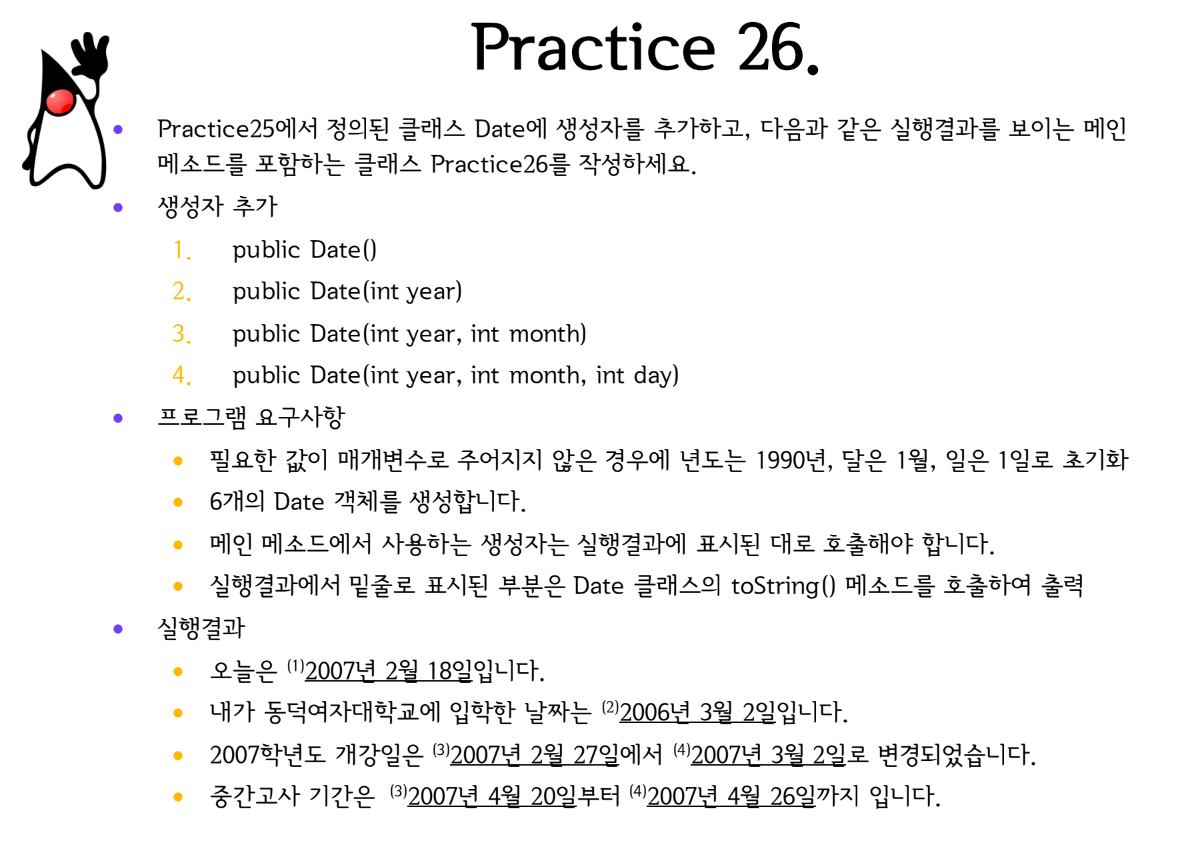 Practice 26.
• Practice25에서 정의된 클래스 Date에 생성자를 추가하고, 다음과 같은 실행결과를 보이는 메인
메소드를 포함하는 클래스 Practice26를 작성하세요.
• 생성자 추가
1. public Date()
2. public Date(int year)
3. public Date(int year, int month)
4. public Date(int year, int month, int day)
• 프로그램 요구사항
• 필요한 값이 매개변수로 주어지지 않은 경우에 년도는 1990년, 달은 1월, 일은 1일로 초기화
• 6개의 Date 객체를 생성합니다.
• 메인 메소드에서 사용하는 생성자는 실행결과에 표시된 대로 호출해야 합니다.
• 실행결과에서 밑줄로 표시된 부분은 Date 클래스의 toString() 메소드를 호출하여 출력
• 실행결과
• 오늘은 (1)2007년 2월 18일입니다.
• 내가 동덕여자대학교에 입학한 날짜는 (2)2006년 3월 2일입니다.
• 2007학년도 개강일은 (3)2007년 2월 27일에서 (4)2007년 3월 2일로 변경되었습니다.
• 중간고사 기간은 (3)2007년 4월 20일부터 (4)2007년 4월 26일까지 입니다.